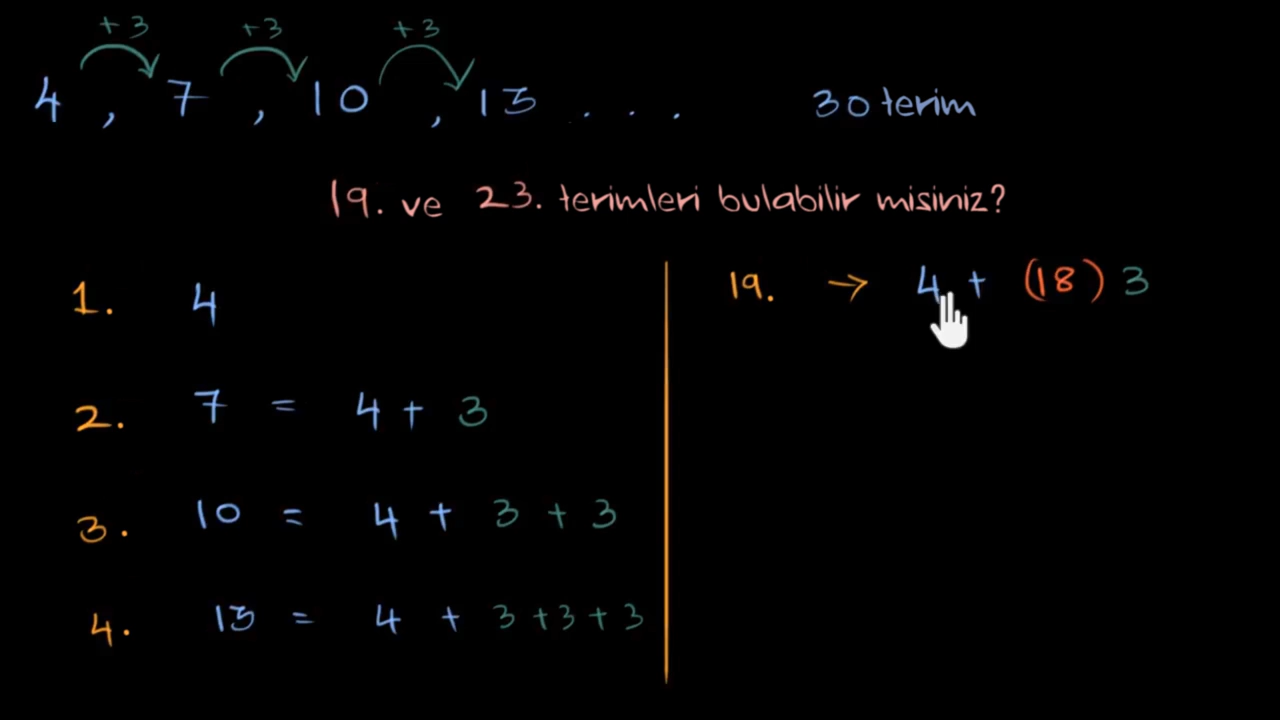 +3 +3 +3
4 , 7 , 10 , 13 . . . 30 terim
19. ve 23. terimleri bulabilir misiniz?
1. 4
2. 7 = 4 + 3
3. 10 = 4 + 3 + 3
4. 13 = 4 + 3 + 3 + 3
19. → 4 + (18) 3